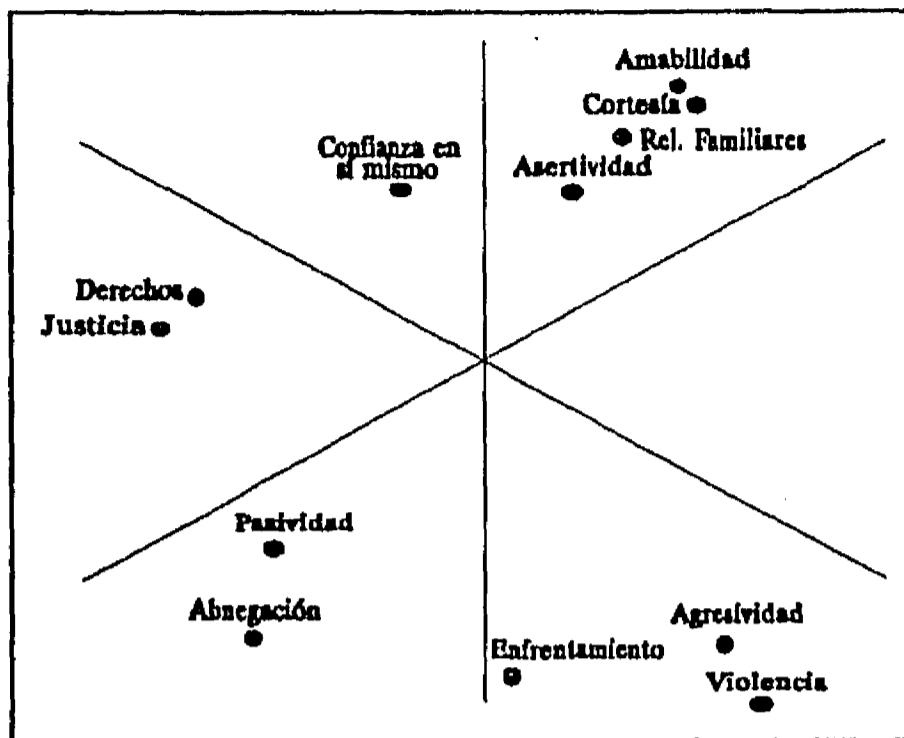 Amabilidad
Cortesía
Rel. Familiares
Confianza en
sí mismo
Asertividad
Derechos
Justicia
Pasividad
Abnegación
Agresividad
Enfrentamiento
Violencia